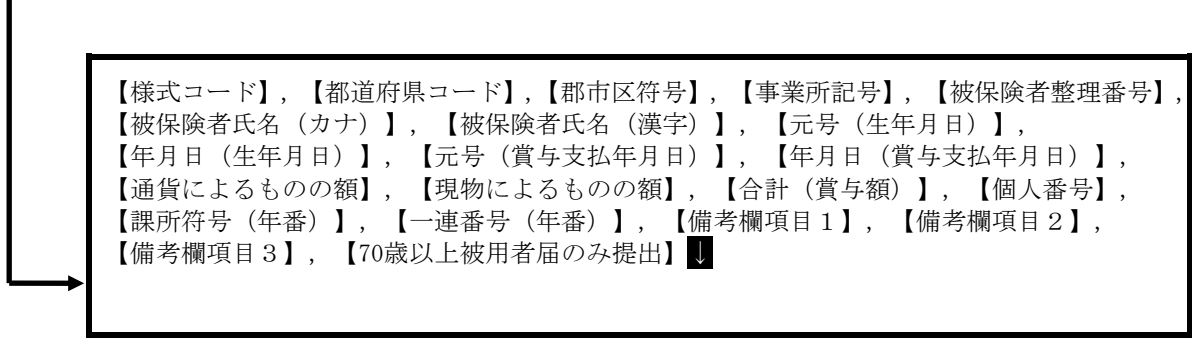 【様式コード】,【都道府県コード】,【郡市区符号】,【事業所記号】,【被保険者整理番号】,
【被保険者氏名（カナ）】,【被保険者氏名（漢字）】,【元号（生年月日）】,
【年月日（生年月日）】,【元号（賞与支払年月日）】,【年月日（賞与支払年月日）】,
【通貨によるものの額】,【現物によるものの額】,【合計（賞与額）】,【個人番号】,
【課所符号（年番）】,【一連番号（年番）】,【備考欄項目１】,【備考欄項目２】,
【備考欄項目３】,【70歳以上被用者届のみ提出】↓